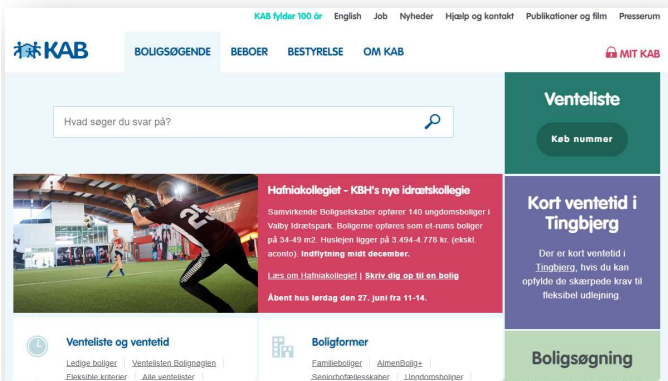 KAB fylder 100 år English Job Nyheder Hjælp og kontakt Publikationer og film Presserum
KAB BOLIGSØGENDE BEBOER BESTYRELSE OM KAB MIT KAB
Hvad søger du svar på?
Venteliste
Køb nummer
Hafniakollegiet - KBH's nye idrætskollegie
Samvirkende Boligselskaber opfører 140 ungdomsboliger i
Valby Idrætspark. Boligerne opføres som et-rums boliger
på 34-49 m2. Huslejen ligger på 3.494-4.778 kr. (ekskl.
aconto). Indflytning midt december.
Læs om Hafniakollegiet | Skriv dig op til en bolig
Åbent hus lørdag den 27. juni fra 11-14.
Kort ventetid i
Tingbjerg
Der er kort ventetid i
Tingbjerg, hvis du kan
opfylde de skærpede krav til
fleksibel udlejning.
Venteliste og ventetid
Ledige boliger Ventelisten Bolignøglen
Fleksible kriterier Alle ventelister
Boligformer
Familieboliger AlmenBolig+
Seniorbofællesskaber Ungdomsboliger
Boligsøgning